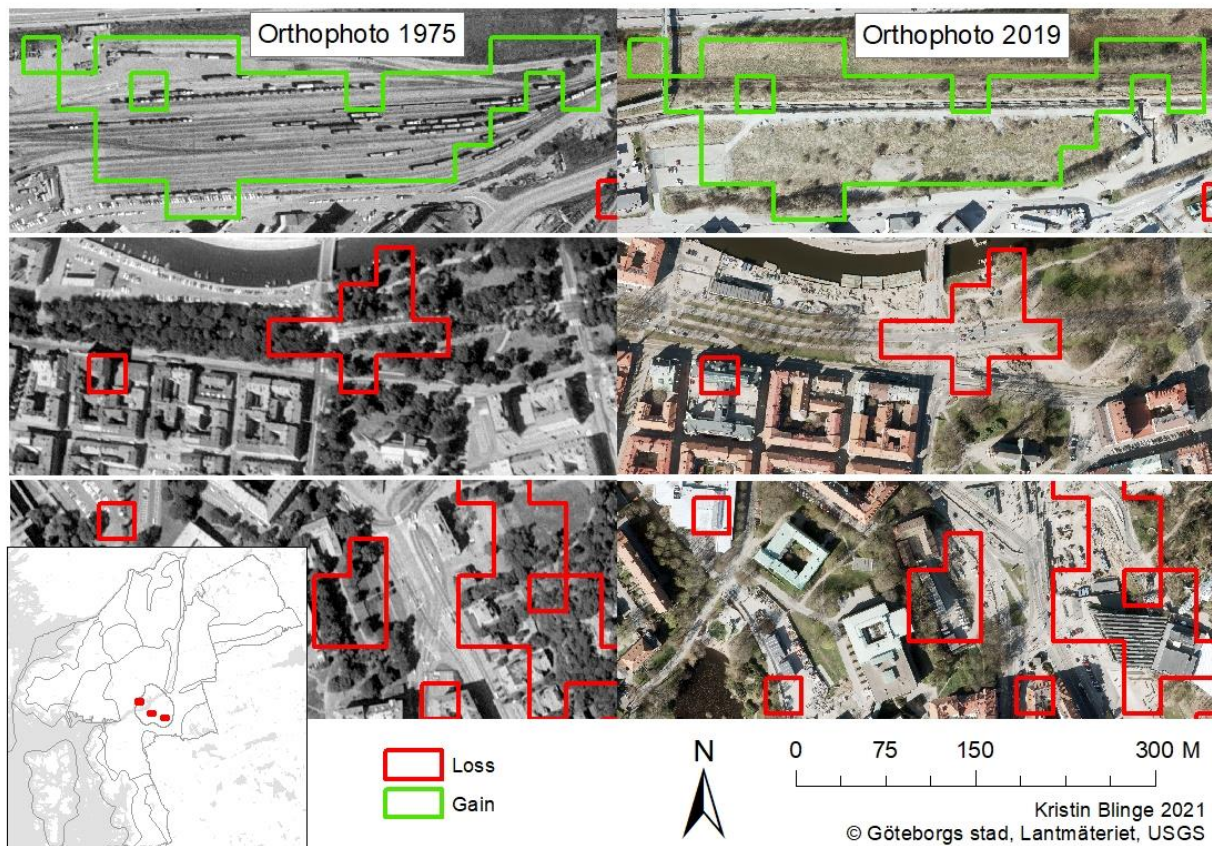 Orthophoto 1975
Orthophoto 2019
Loss
Gain
N
0 75 150 300 M
Kristin Blinge 2021
© Göteborgs stad, Lantmäteriet, USGS